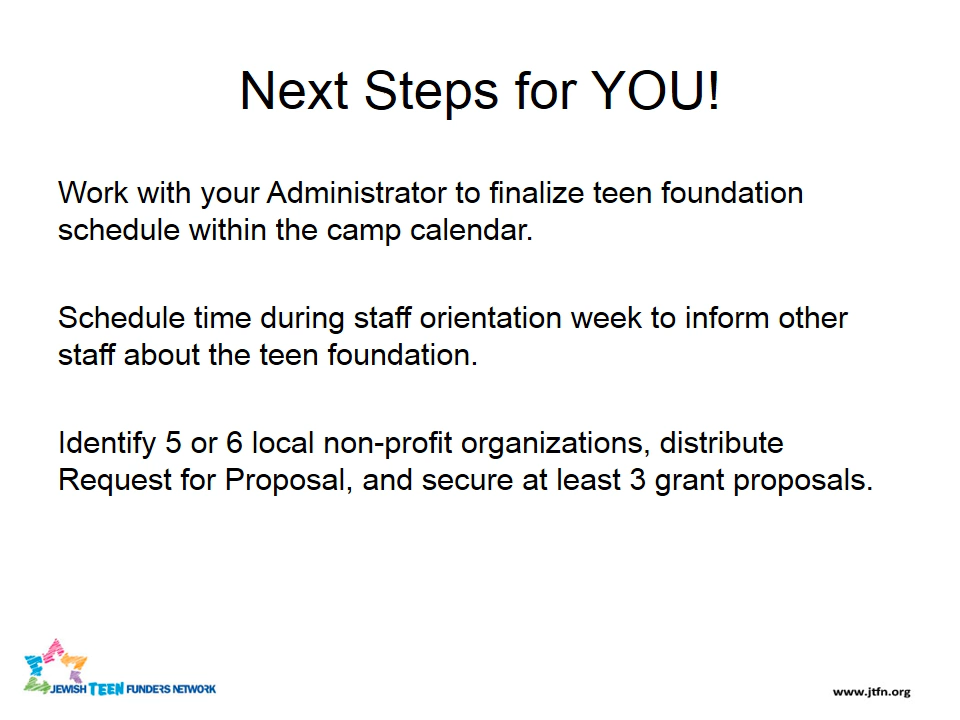 Next Steps for YOU!
Work with your Administrator to finalize teen foundation
schedule within the camp calendar.
Schedule time during staff orientation week to inform other
staff about the teen foundation.
Identify 5 or 6 local non-profit organizations, distribute
Request for Proposal, and secure at least 3 grant proposals.
JEWISH TEEN FUNDERS NETWORK
www.jtfn.org